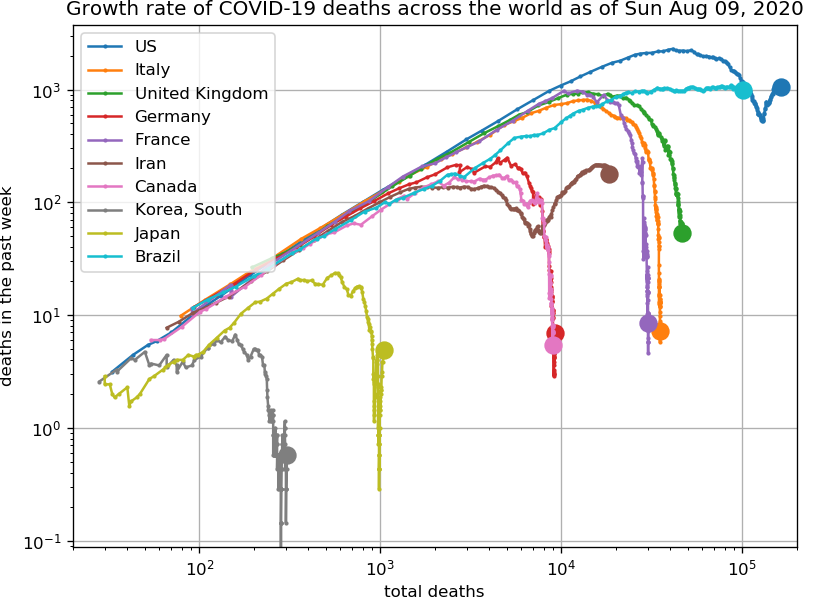 Growth rate of COVID-19 deaths across the world as of Sun Aug 09, 2020
US
Italy
United Kingdom
Germany
France
Iran
Canada
Korea, South
Japan
Brazil
deaths in the past week
10³
10²
10¹
10⁰
10⁻¹
10² 10³ 10⁴ 10⁵
total deaths